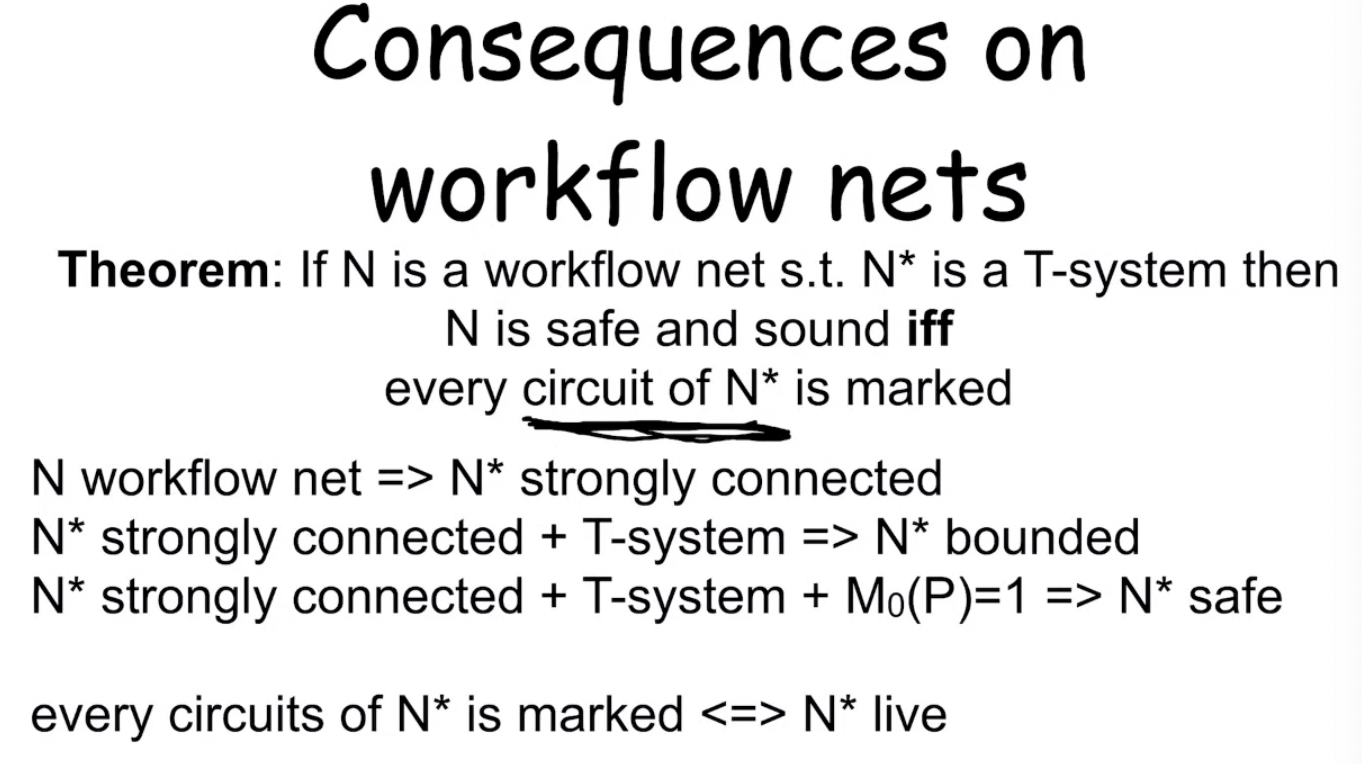 Consequences on
workflow nets
Theorem: If N is a workflow net s.t. N* is a T-system then
N is safe and sound iff
every circuit of N* is marked
N workflow net => N* strongly connected
N* strongly connected + T-system => N* bounded
N* strongly connected + T-system + M₀(P)=1 => N* safe
every circuits of N* is marked <=> N* live